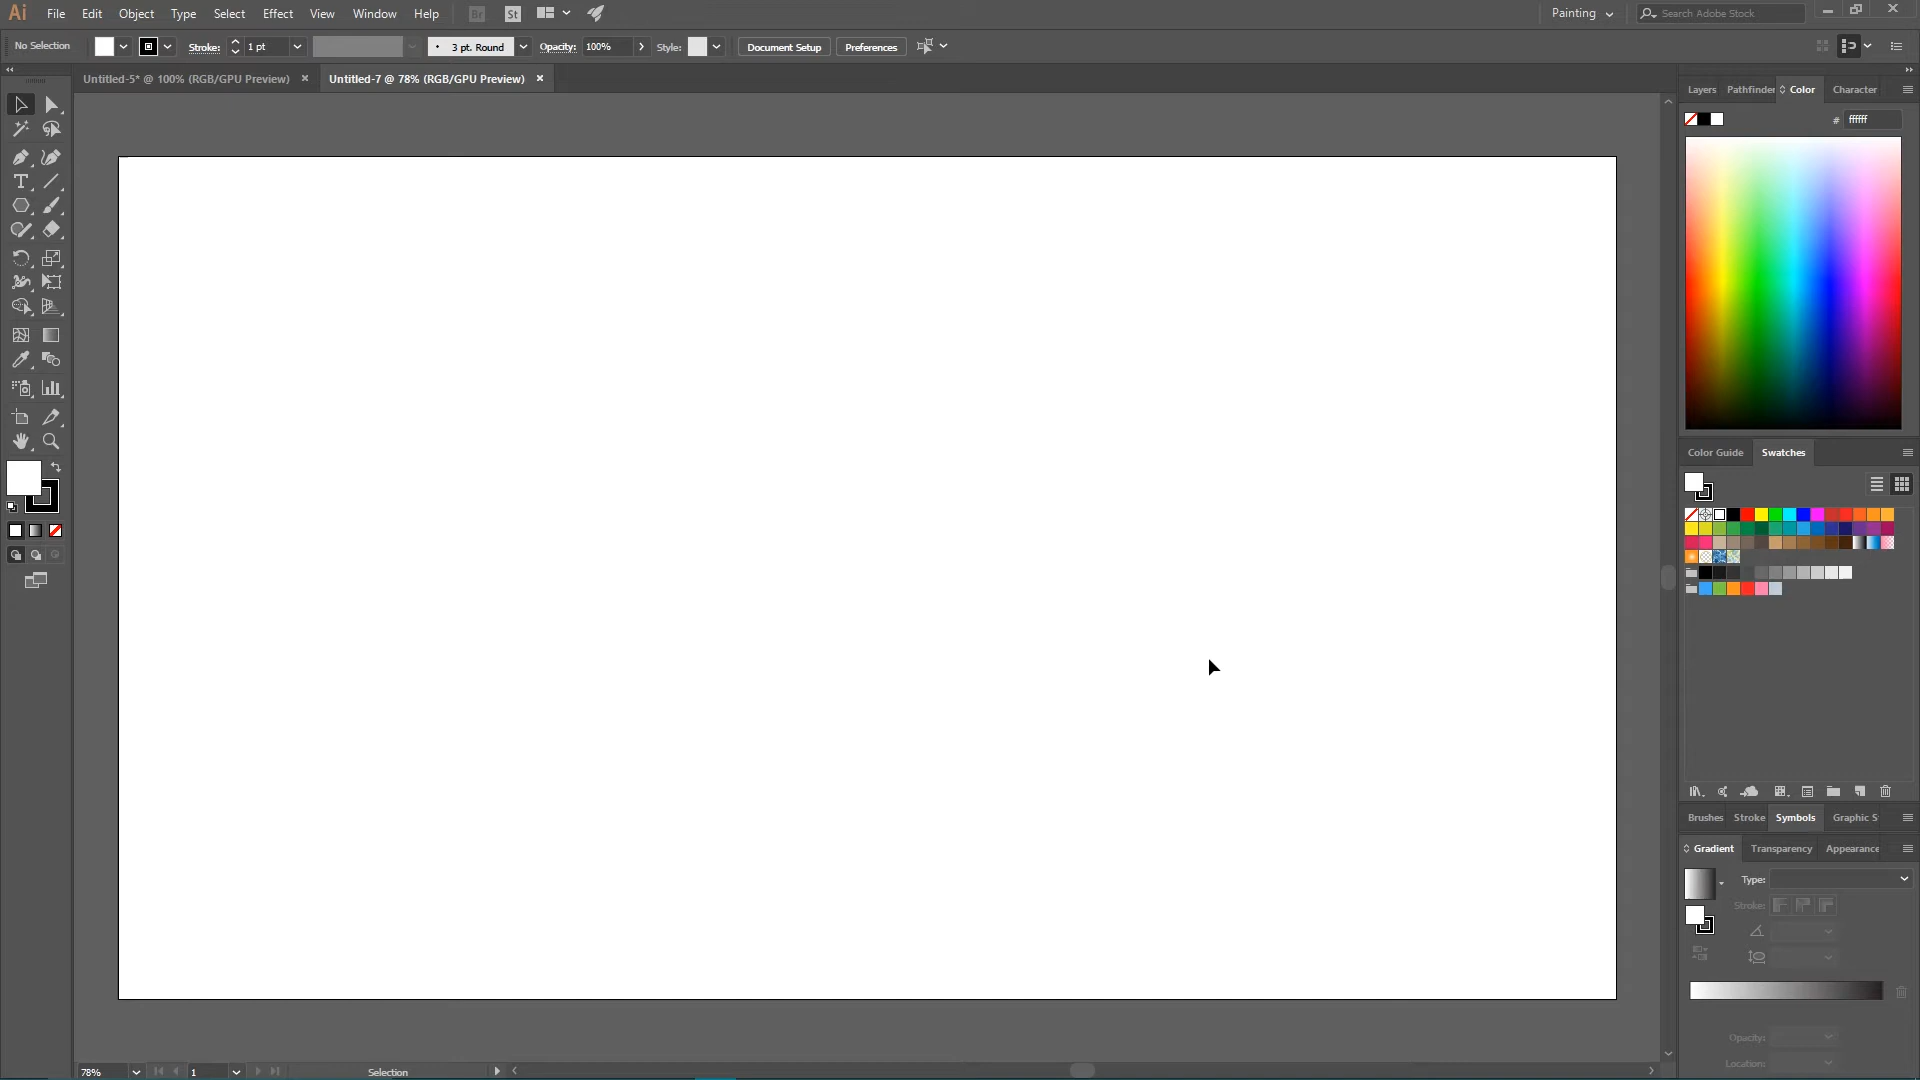 Ai File Edit Object Type Select Effect View Window Help Br St Painting Search Adobe Stock
No Selection Stroke: 1 pt 3 pt. Round Opacity: 100% Style: Document Setup Preferences
Untitled-5* @ 100% (RGB/GPU Preview) Untitled-7 @ 78% (RGB/GPU Preview)
Layers Pathfinder Color Character
# ffffff
Color Guide Swatches
Brushes Stroke Symbols Graphic S
Gradient Transparency Appearance
Type:
Stroke:
Opacity:
Location:
78% 1 Selection